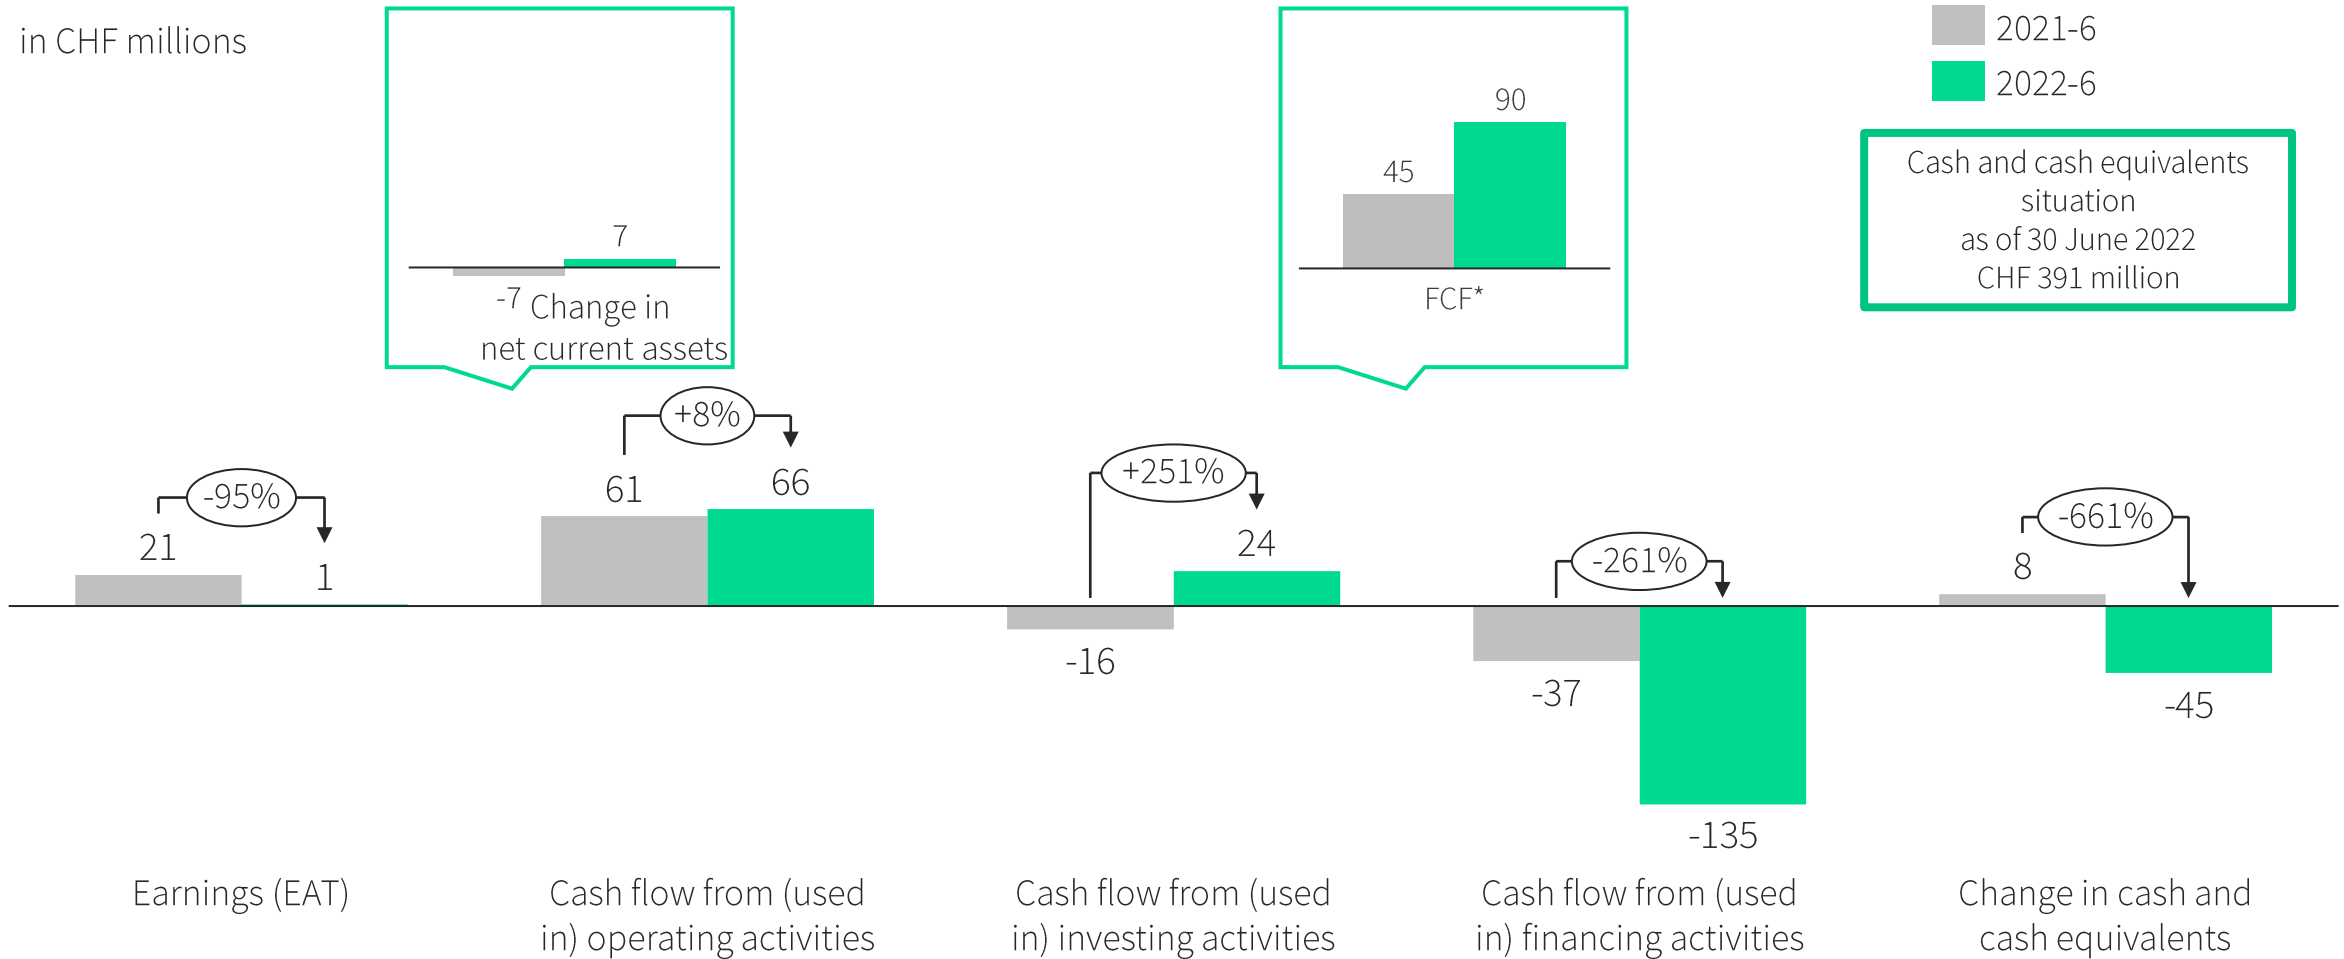 in CHF millions
2021-6
2022-6
Cash and cash equivalents
situation
as of 30 June 2022
CHF 391 million
7
-7
Change in
net current assets
90
45
FCF*
-95%
21
1
+8%
61
66
+251%
24
-16
-261%
-37
-135
-661%
8
-45
Earnings (EAT)
Cash flow from (used
in) operating activities
Cash flow from (used
in) investing activities
Cash flow from (used
in) financing activities
Change in cash and
cash equivalents